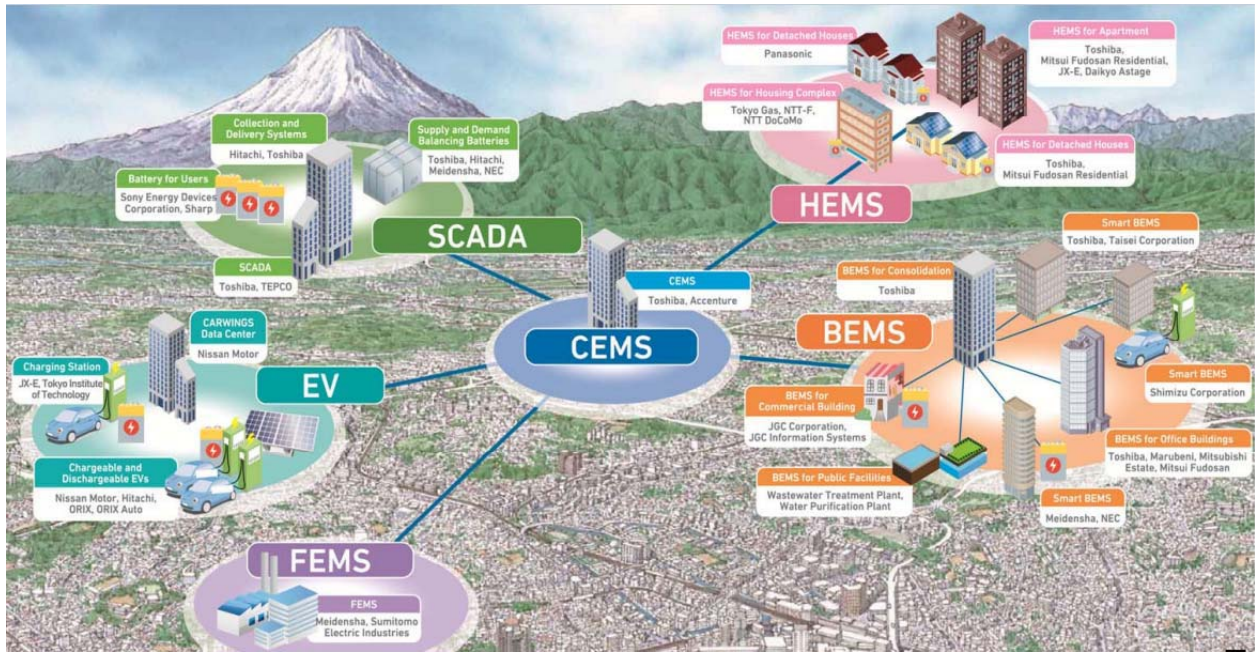 Collection and
Delivery Systems
Hitachi, Toshiba
Supply and Demand
Balancing Batteries
Toshiba, Hitachi,
Meidensha, NEC
Battery for Users
Sony Energy Devices
Corporation, Sharp
SCADA
SCADA
Toshiba, TEPCO
HEMS for Detached Houses
Panasonic
HEMS for Apartment
Toshiba,
Mitsui Fudosan Residential,
JX-E, Daikyo Astage
HEMS for Housing Complex
Tokyo Gas, NTT-F,
NTT DoCoMo
HEMS for Detached Houses
Toshiba,
Mitsui Fudosan Residential
HEMS
CEMS
Toshiba, Accenture
CEMS
Smart BEMS
Toshiba, Taisei Corporation
BEMS for Consolidation
Toshiba
BEMS
Smart BEMS
Shimizu Corporation
BEMS for
Commercial Building
JGC Corporation,
JGC Information Systems
BEMS for Office Buildings
Toshiba, Marubeni, Mitsubishi
Estate, Mitsui Fudosan
BEMS for Public Facilities
Wastewater Treatment Plant,
Water Purification Plant
Smart BEMS
Meidensha, NEC
CARWINGS
Data Center
Nissan Motor
Charging Station
JX-E, Tokyo Institute
of Technology
EV
Chargeable and
Dischargeable EVs
Nissan Motor, Hitachi,
ORIX, ORIX Auto
FEMS
FEMS
Meidensha, Sumitomo
Electric Industries